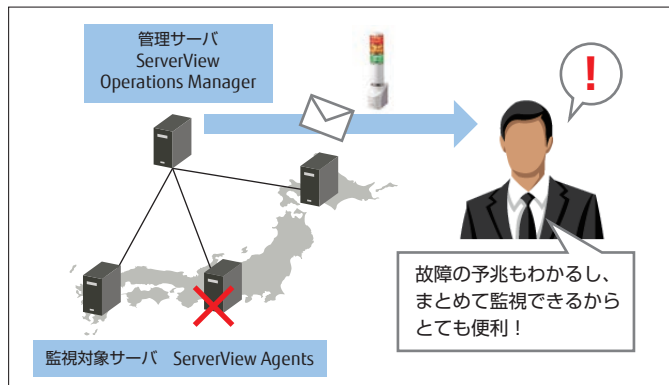 管理サーバ
ServerView
Operations Manager
!
故障の予兆もわかるし、
まとめて監視できるから
とても便利！
監視対象サーバ　ServerView Agents